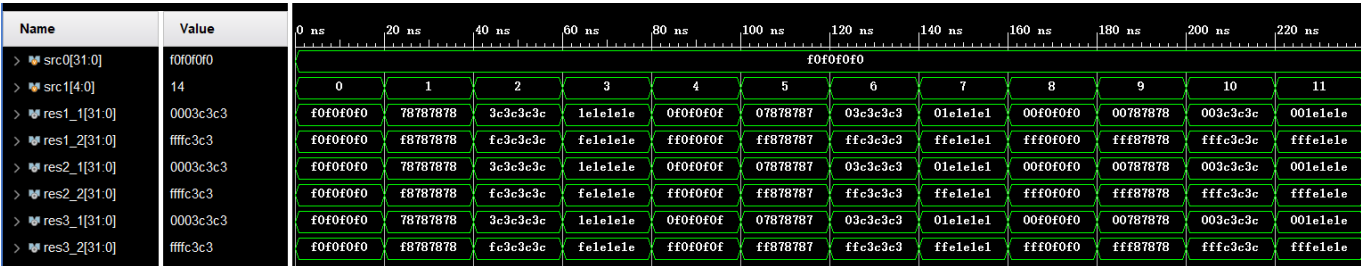 Name Value 0 ns 20 ns 40 ns 60 ns 80 ns 100 ns 120 ns 140 ns 160 ns 180 ns 200 ns 220 ns
src0[31:0] f0f0f0f0 f0f0f0f0
src1[4:0] 14 0 1 2 3 4 5 6 7 8 9 10 11
res1_1[31:0] 0003c3c3 f0f0f0f0 78787878 3c3c3c3c 1e1e1e1e 0f0f0f0f 07878787 03c3c3c3 01e1e1e1 00f0f0f0 00787878 003c3c3c 001e1e1e
res1_2[31:0] ffffc3c3 f0f0f0f0 f8787878 fc3c3c3c fe1e1e1e ff0f0f0f ff878787 ffc3c3c3 ffe1e1e1 fff0f0f0 fff87878 fffc3c3c fffe1e1e
res2_1[31:0] 0003c3c3 f0f0f0f0 78787878 3c3c3c3c 1e1e1e1e 0f0f0f0f 07878787 03c3c3c3 01e1e1e1 00f0f0f0 00787878 003c3c3c 001e1e1e
res2_2[31:0] ffffc3c3 f0f0f0f0 f8787878 fc3c3c3c fe1e1e1e ff0f0f0f ff878787 ffc3c3c3 ffe1e1e1 fff0f0f0 fff87878 fffc3c3c fffe1e1e
res3_1[31:0] 0003c3c3 f0f0f0f0 78787878 3c3c3c3c 1e1e1e1e 0f0f0f0f 07878787 03c3c3c3 01e1e1e1 00f0f0f0 00787878 003c3c3c 001e1e1e
res3_2[31:0] ffffc3c3 f0f0f0f0 f8787878 fc3c3c3c fe1e1e1e ff0f0f0f ff878787 ffc3c3c3 ffe1e1e1 fff0f0f0 fff87878 fffc3c3c fffe1e1e